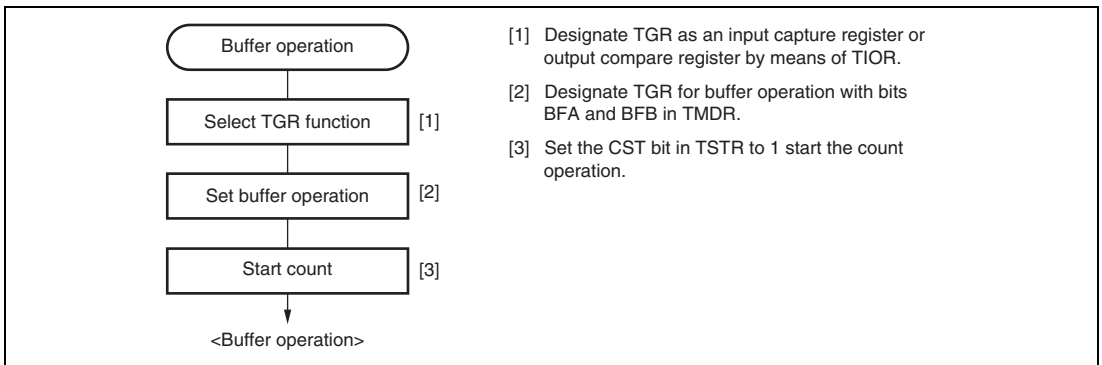 Buffer operation
Select TGR function
[1]
Set buffer operation
[2]
Start count
[3]
<Buffer operation>
[1] Designate TGR as an input capture register or
output compare register by means of TIOR.
[2] Designate TGR for buffer operation with bits
BFA and BFB in TMDR.
[3] Set the CST bit in TSTR to 1 start the count
operation.